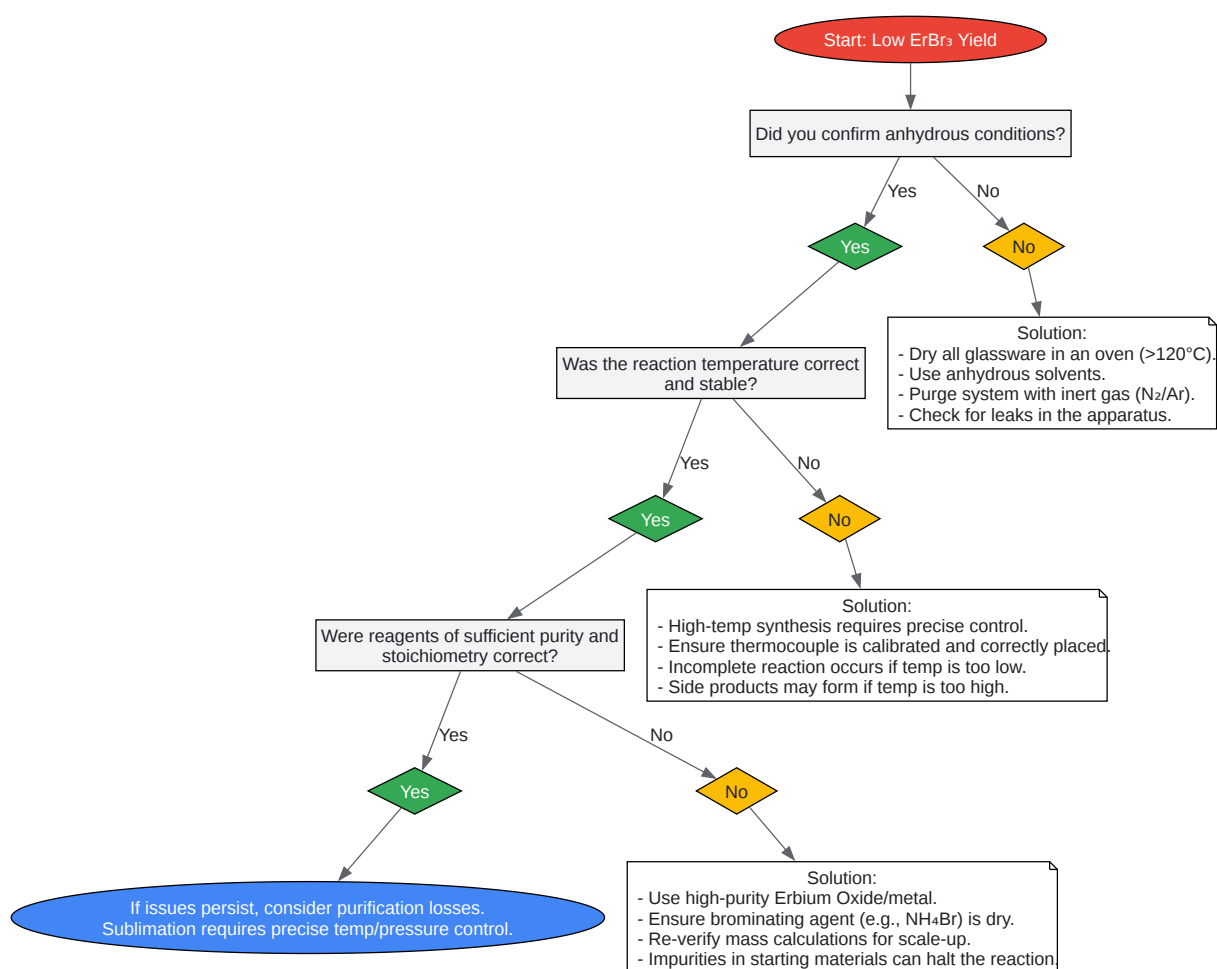 Start: Low ErBr₃ Yield
Did you confirm anhydrous conditions?
Yes
No
Yes
No
Solution:
- Dry all glassware in an oven (>120°C).
- Use anhydrous solvents.
- Purge system with inert gas (N₂/Ar).
- Check for leaks in the apparatus.
Was the reaction temperature correct
and stable?
Yes
No
Yes
No
Solution:
- High-temp synthesis requires precise control.
- Ensure thermocouple is calibrated and correctly placed.
- Incomplete reaction occurs if temp is too low.
- Side products may form if temp is too high.
Were reagents of sufficient purity and
stoichiometry correct?
Yes
No
Yes
No
If issues persist, consider purification losses.
Sublimation requires precise temp/pressure control.
Solution:
- Use high-purity Erbium Oxide/metal.
- Ensure brominating agent (e.g., NH₄Br) is dry.
- Re-verify mass calculations for scale-up.
- Impurities in starting materials can halt the reaction.